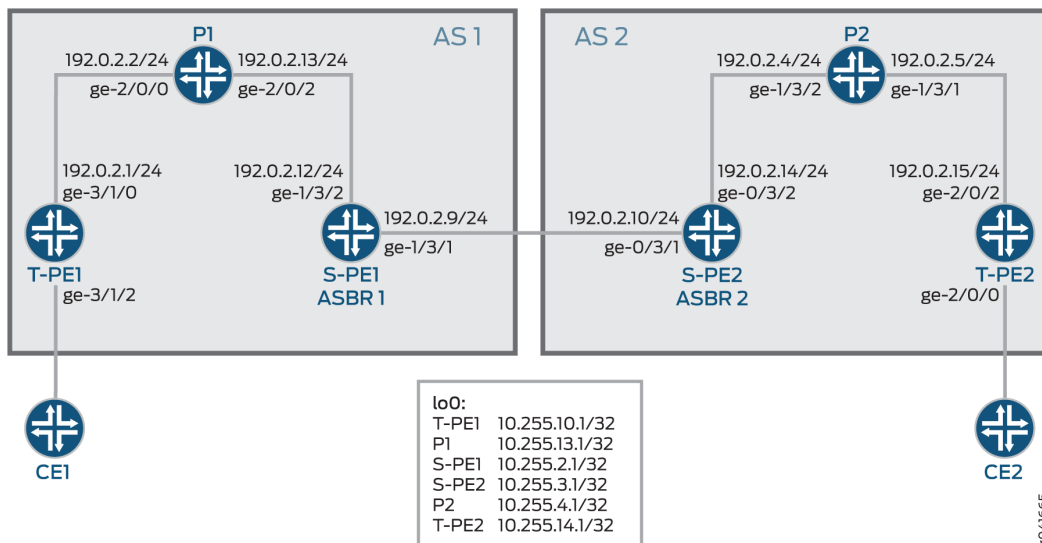 P1
AS 1
AS 2
P2
192.0.2.2/24
192.0.2.13/24
192.0.2.4/24
192.0.2.5/24
ge-2/0/0
ge-2/0/2
ge-1/3/2
ge-1/3/1
192.0.2.1/24
192.0.2.12/24
192.0.2.14/24
192.0.2.15/24
ge-3/1/0
ge-1/3/2
ge-0/3/2
ge-2/0/2
192.0.2.9/24
192.0.2.10/24
ge-1/3/1
ge-0/3/1
T-PE1
S-PE1
ASBR 1
S-PE2
ASBR 2
T-PE2
ge-3/1/2
ge-2/0/0
CE1
CE2
lo0:
T-PE1 10.255.10.1/32
P1 10.255.13.1/32
S-PE1 10.255.2.1/32
S-PE2 10.255.3.1/32
P2 10.255.4.1/32
T-PE2 10.255.14.1/32